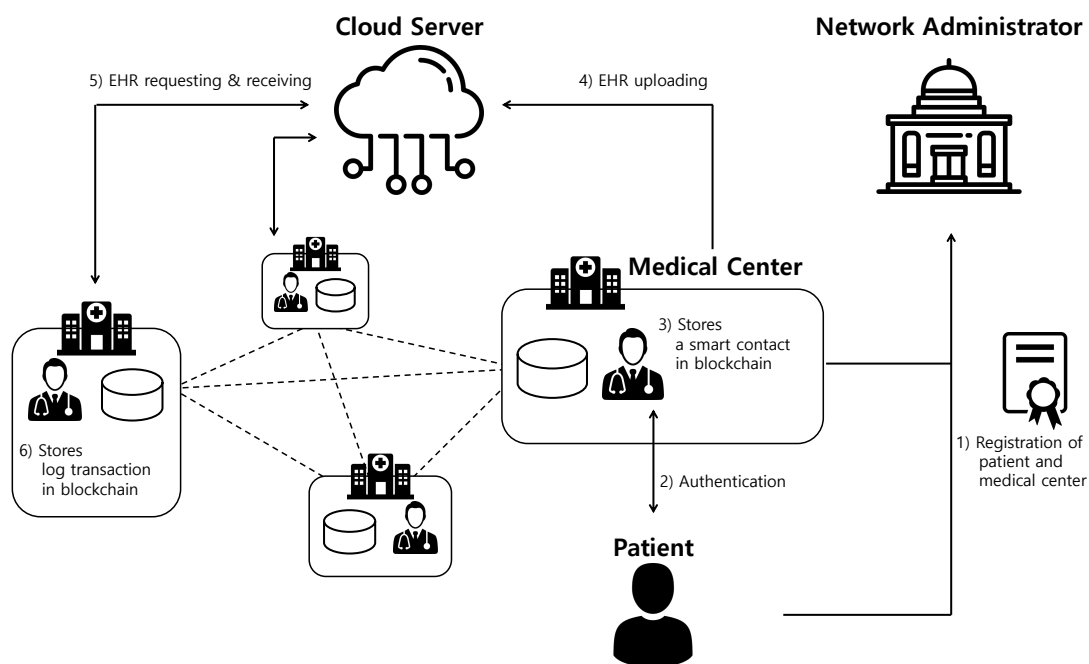 Cloud Server
Network Administrator
5) EHR requesting & receiving
4) EHR uploading
Medical Center
3) Stores
a smart contact
in blockchain
6) Stores
log transaction
in blockchain
1) Registration of
patient and
medical center
2) Authentication
Patient